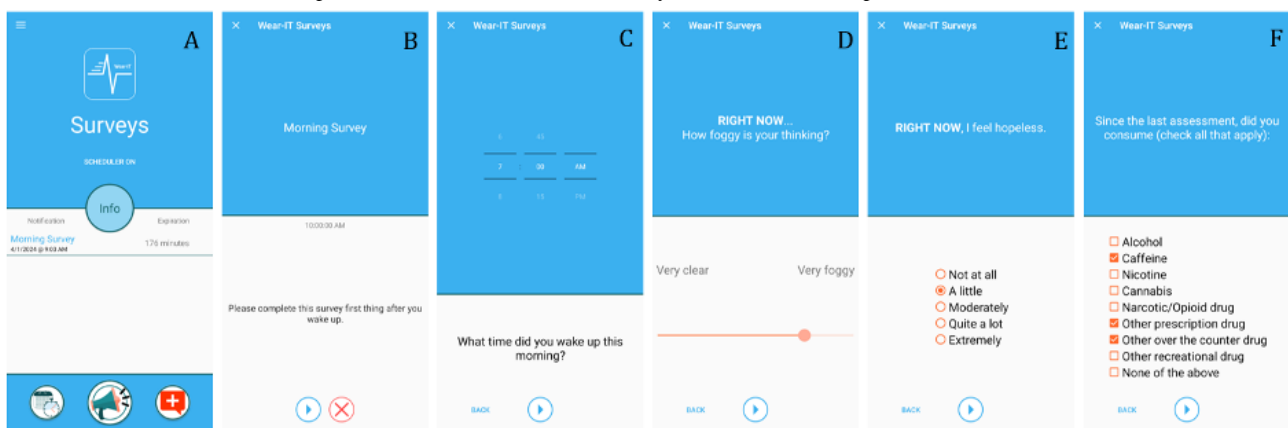 A
Wear-IT
Surveys
SCHEDULER ON
Info
Notification
Expiration
Morning Survey
4/1/2024 @ 9:03 AM
176 minutes
Wear-IT Surveys
B
Morning Survey
10:00:00 AM
Please complete this survey first thing after you
wake up.
Wear-IT Surveys
C
6 45
7 : 00 AM
8 15 PM
What time did you wake up this
morning?
BACK
Wear-IT Surveys
D
RIGHT NOW...
How foggy is your thinking?
Very clear
Very foggy
BACK
Wear-IT Surveys
E
RIGHT NOW, I feel hopeless.
Not at all
A little
Moderately
Quite a lot
Extremely
BACK
Wear-IT Surveys
F
Since the last assessment, did you
consume (check all that apply):
Alcohol
Caffeine
Nicotine
Cannabis
Narcotic/Opioid drug
Other prescription drug
Other over the counter drug
Other recreational drug
None of the above
BACK